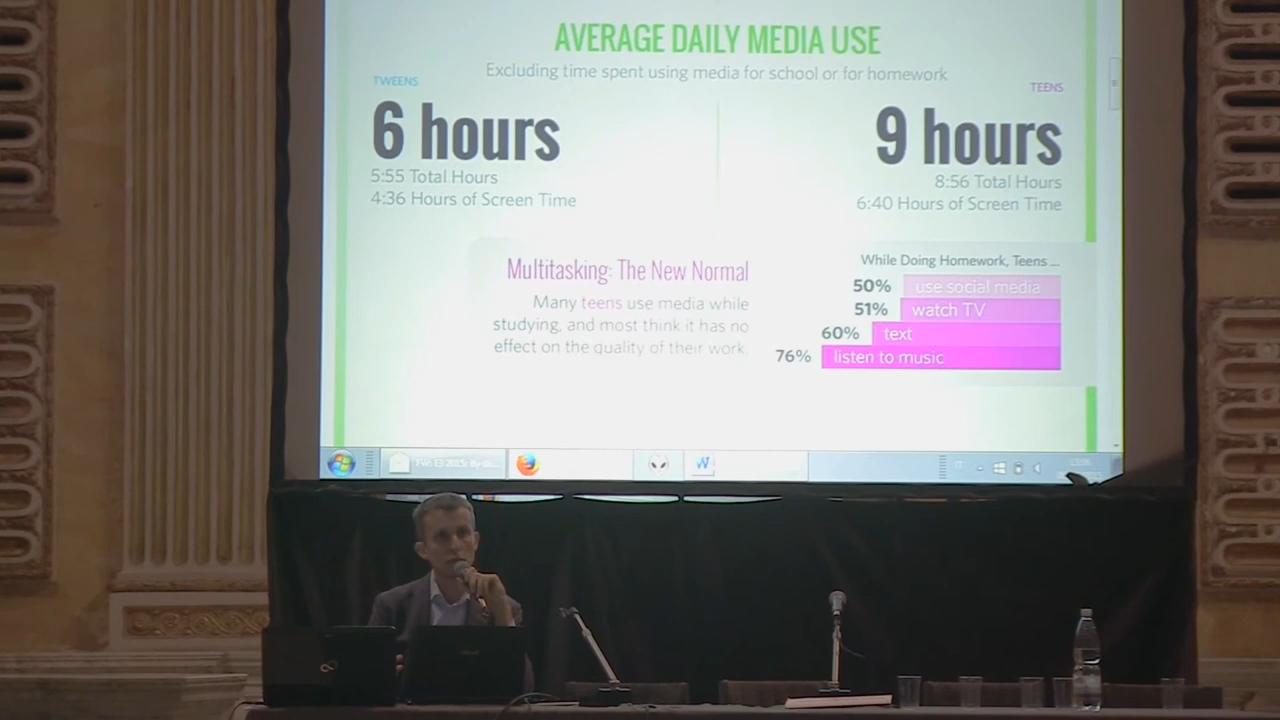 AVERAGE DAILY MEDIA USE
Excluding time spent using media for school or for homework
TWEENS
6 hours
5:55 Total Hours
4:36 Hours of Screen Time
TEENS
9 hours
8:56 Total Hours
6:40 Hours of Screen Time
Multitasking: The New Normal
Many teens use media while
studying, and most think it has no
effect on the quality of their work.
While Doing Homework, Teens ...
50% use social media
51% watch TV
60% text
76% listen to music
W
IT